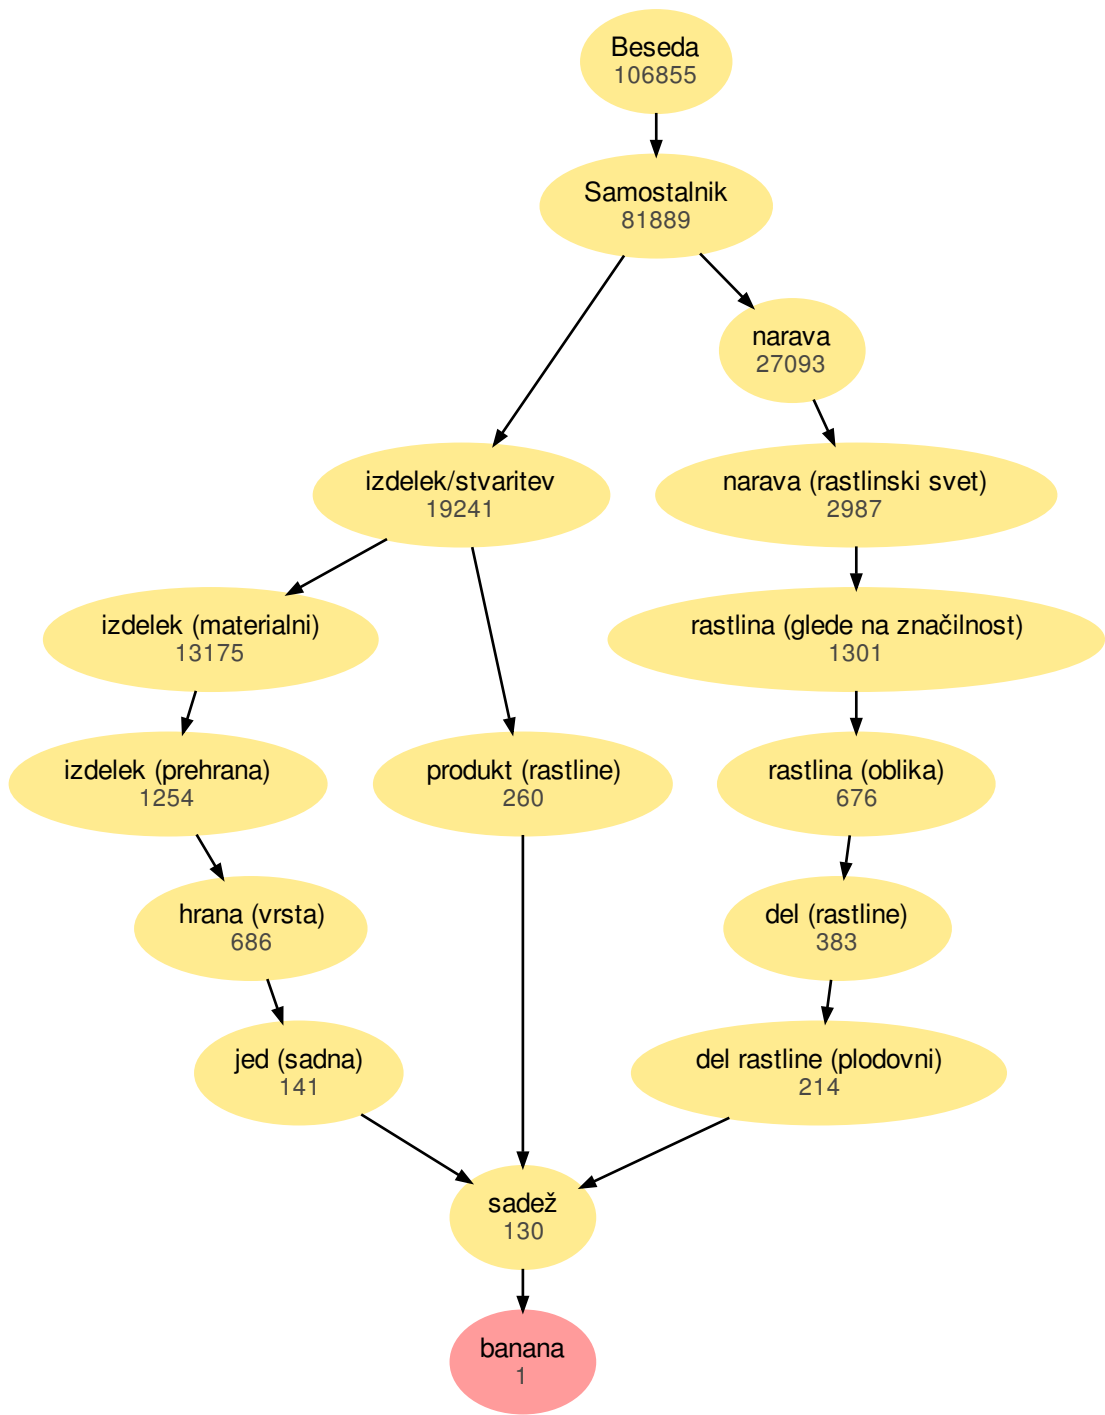 Beseda
106855
Samostalnik
81889
narava
27093
izdelek/stvaritev
19241
narava (rastlinski svet)
2987
izdelek (materialni)
13175
rastlina (glede na značilnost)
1301
izdelek (prehrana)
1254
produkt (rastline)
260
rastlina (oblika)
676
hrana (vrsta)
686
del (rastline)
383
jed (sadna)
141
del rastline (plodovni)
214
sadež
130
banana
1